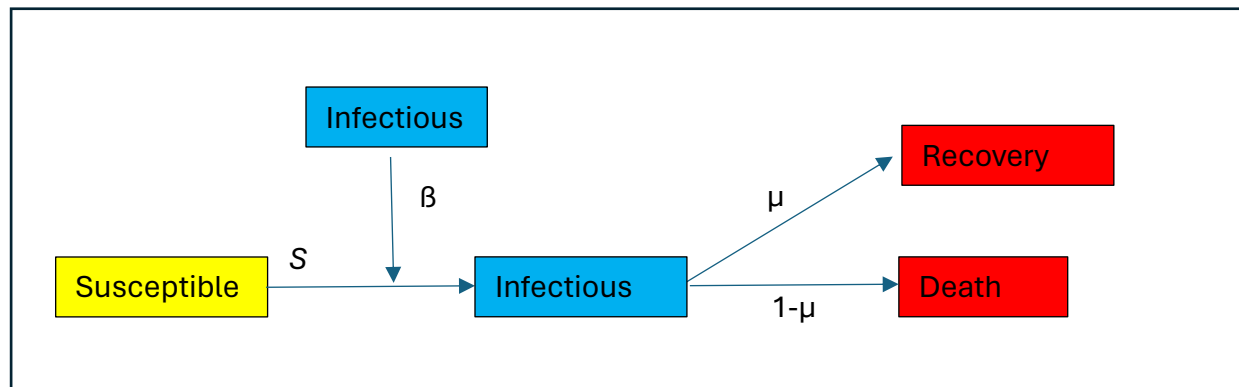 Infectious
Recovery
ß
µ
S
Susceptible
Infectious
Death
1-µ